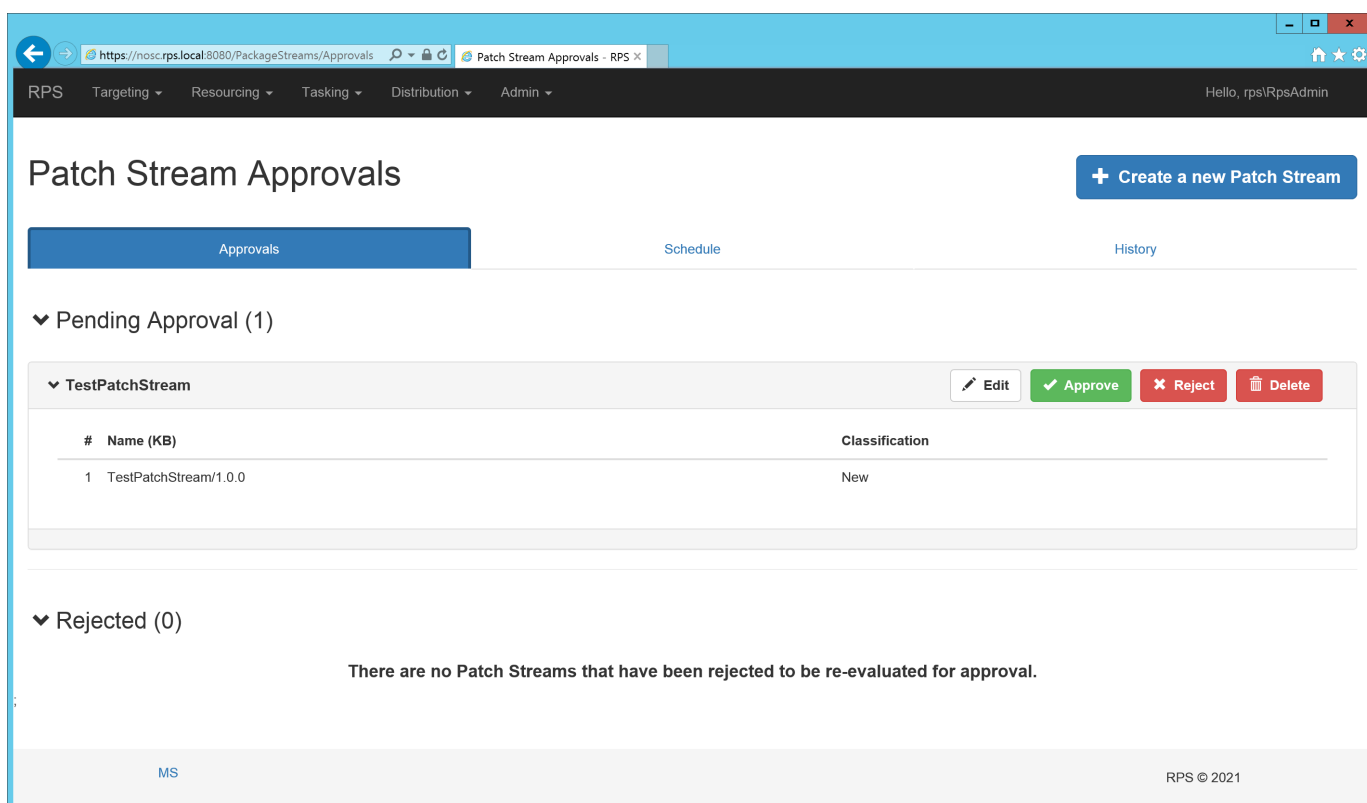 https://nosc.rps.local:8080/PackageStreams/Approvals
Patch Stream Approvals - RPS
RPS Targeting Resourcing Tasking Distribution Admin Hello, rps\RpsAdmin
Patch Stream Approvals
Create a new Patch Stream
Approvals Schedule History
Pending Approval (1)
TestPatchStream Edit Approve Reject Delete
# Name (KB) Classification
1 TestPatchStream/1.0.0 New
Rejected (0)
There are no Patch Streams that have been rejected to be re-evaluated for approval.
;
MS RPS © 2021